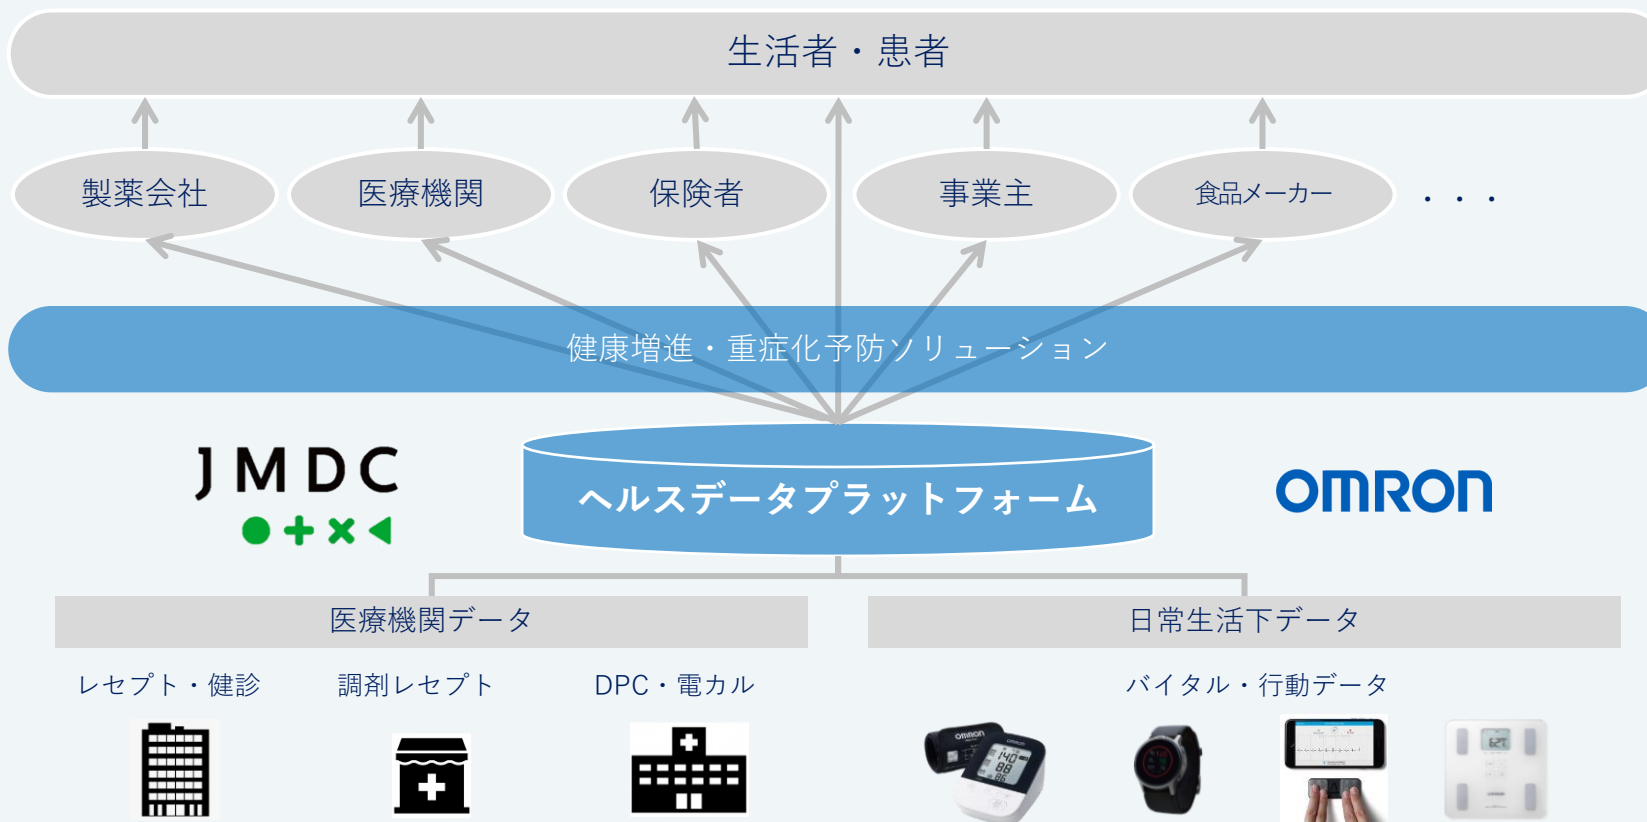 生活者・患者
製薬会社
医療機関
保険者
事業主
食品メーカー
・・・
健康増進・重症化予防ソリューション
JMDC
ヘルスデータプラットフォーム
OMRON
医療機関データ
日常生活下データ
レセプト・健診
調剤レセプト
DPC・電カル
バイタル・行動データ
OMRON
140
88
86
627